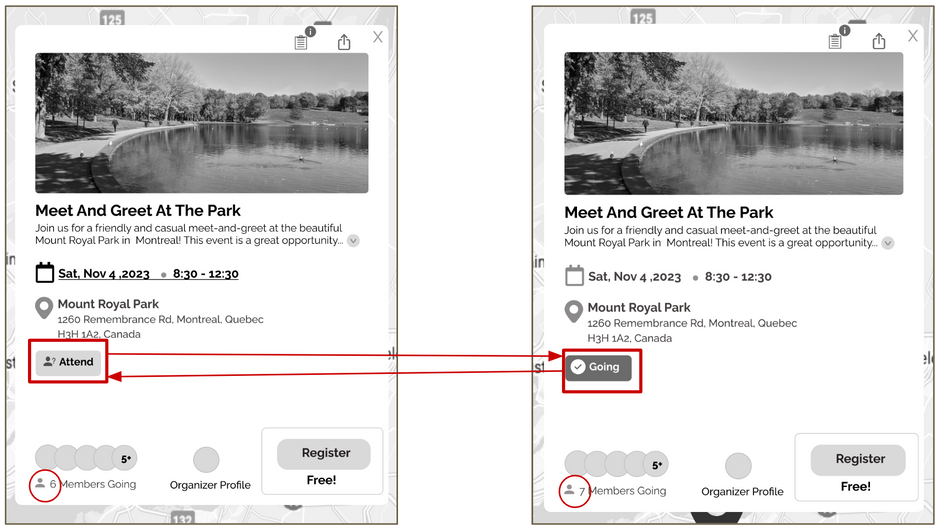 125
i
X
Meet And Greet At The Park
Join us for a friendly and casual meet-and-greet at the beautiful
Mount Royal Park in Montreal! This event is a great opportunity...
Sat, Nov 4 ,2023 • 8:30 - 12:30
Mount Royal Park
1260 Remembrance Rd, Montreal, Quebec
H3H 1A2, Canada
? Attend
5+
6 Members Going
Organizer Profile
Register
Free!
132
125
i
X
Meet And Greet At The Park
Join us for a friendly and casual meet-and-greet at the beautiful
Mount Royal Park in Montreal! This event is a great opportunity...
Sat, Nov 4 ,2023 • 8:30 - 12:30
Mount Royal Park
1260 Remembrance Rd, Montreal, Quebec
H3H 1A2, Canada
Going
5+
7 Members Going
Organizer Profile
Register
Free!